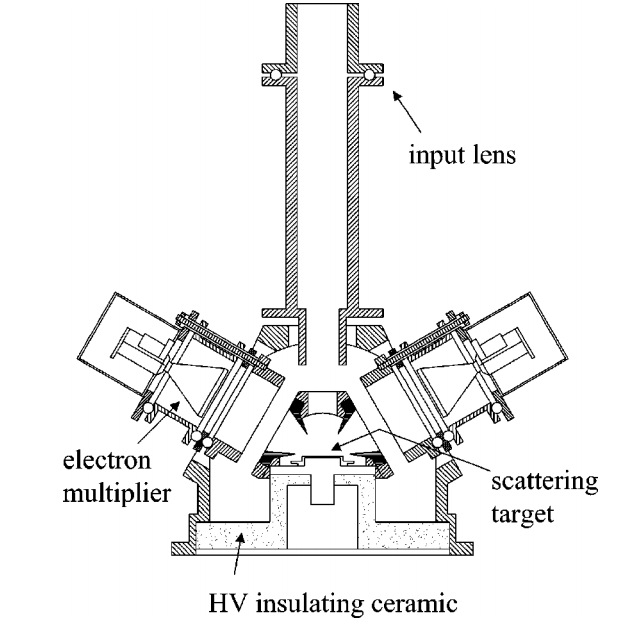 input lens
electron
multiplier
scattering
target
HV insulating ceramic